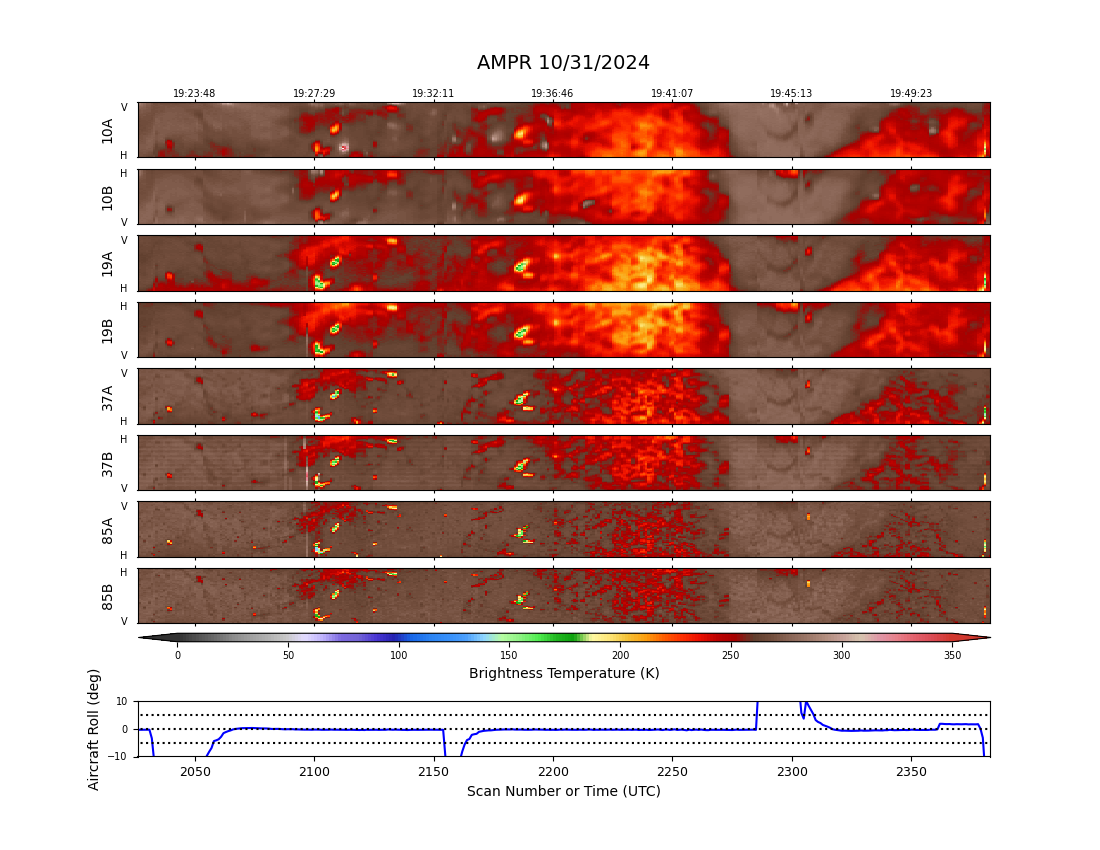 AMPR 10/31/2024
19:23:48 19:27:29 19:32:11 19:36:46 19:41:07 19:45:13 19:49:23
V
10A
H
H
10B
V
V
19A
H
H
19B
V
V
37A
H
H
37B
V
V
85A
H
H
85B
V
0 50 100 150 200 250 300 350
Brightness Temperature (K)
Aircraft Roll (deg)
10
0
−10
2050 2100 2150 2200 2250 2300 2350
Scan Number or Time (UTC)